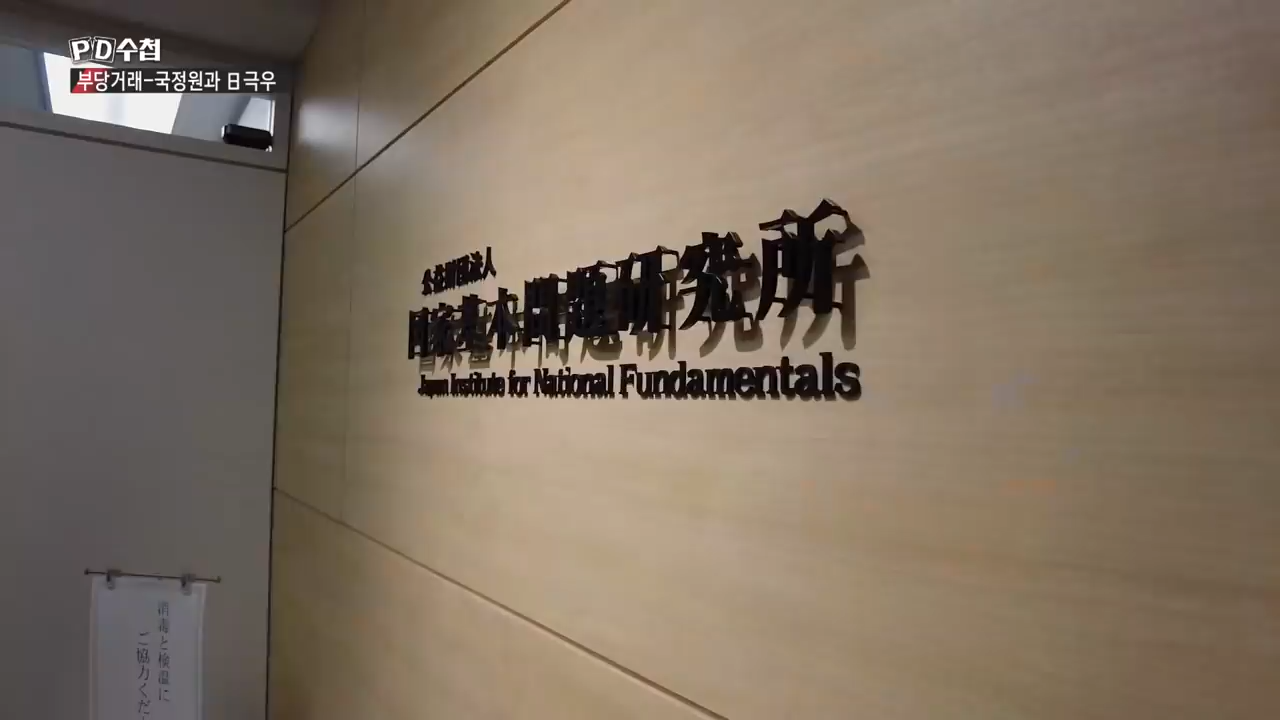 PD수첩
부당거래-국정원과 日극우
公益財団法人
国家基本問題研究所
Japan Institute for National Fundamentals
消毒と検温に
ご協力くだ